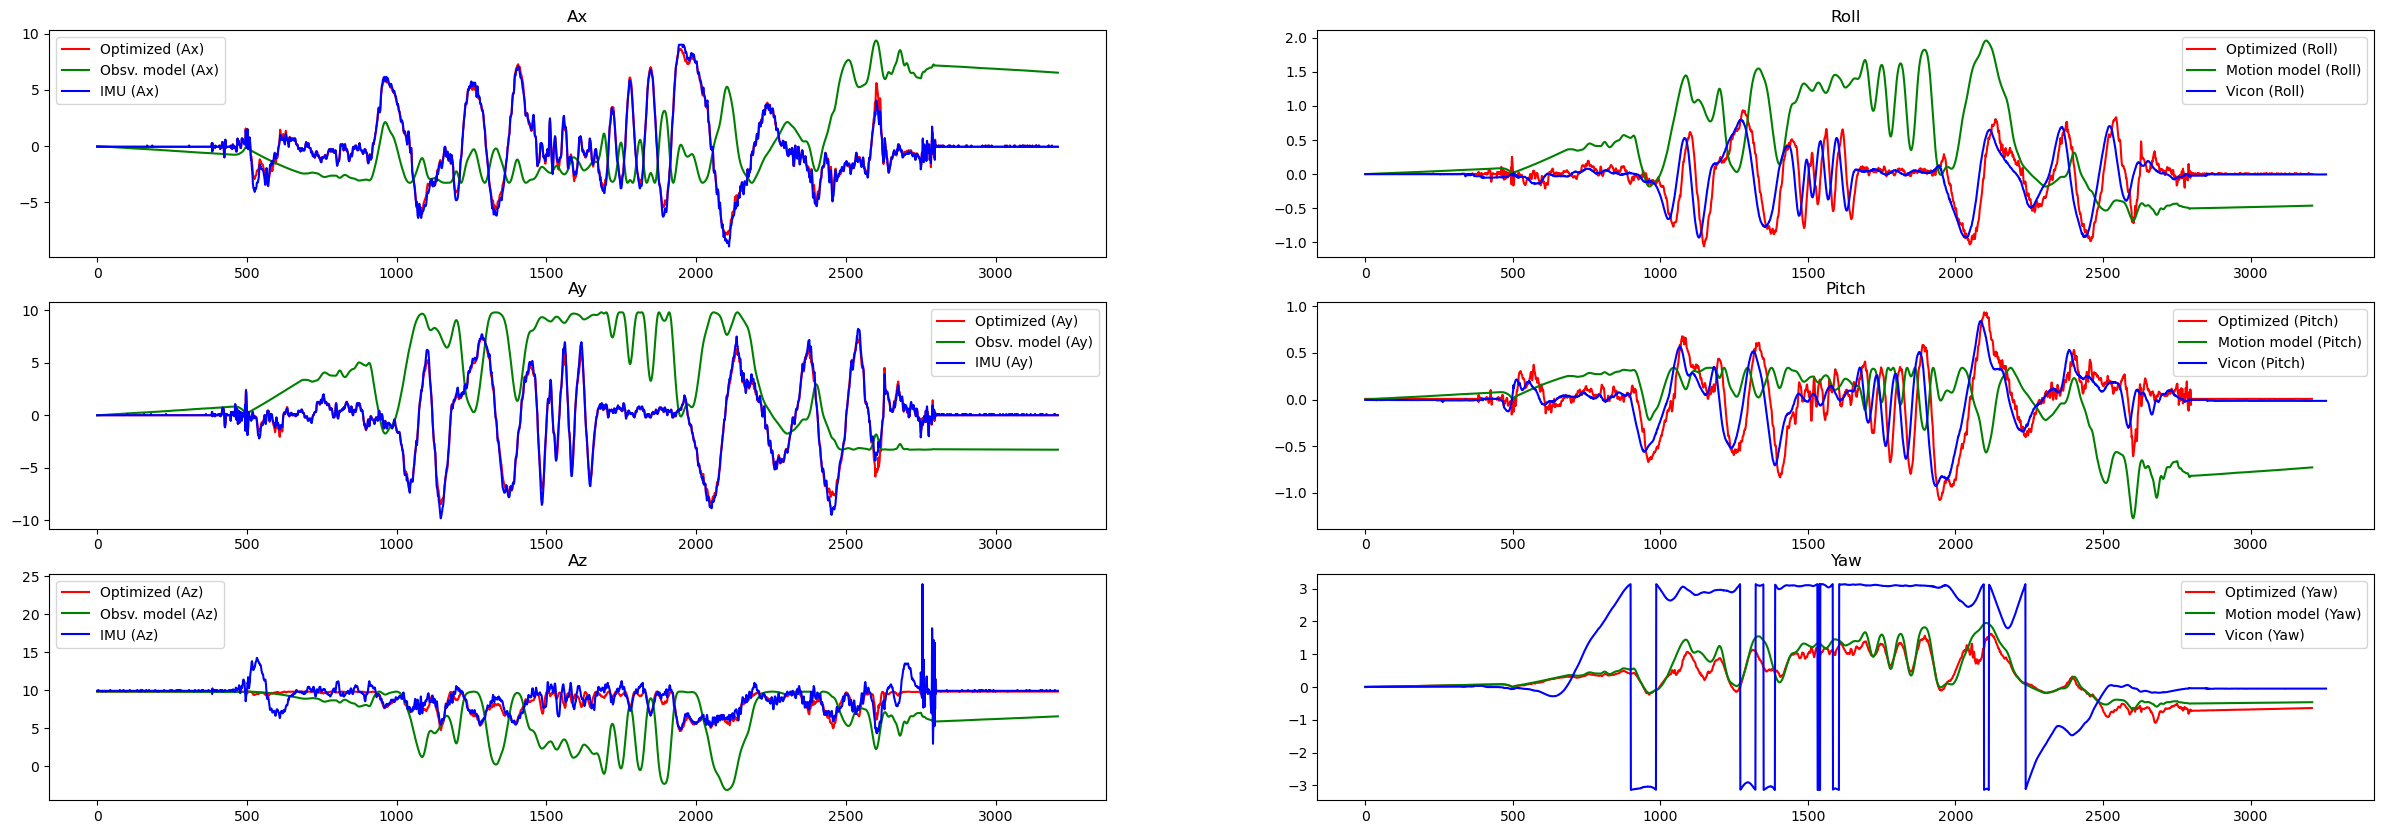 Ax
10
5
0
−5
Optimized (Ax)
Obsv. model (Ax)
IMU (Ax)
0 500 1000 1500 2000 2500 3000
Roll
2.0
1.5
1.0
0.5
0.0
−0.5
−1.0
Optimized (Roll)
Motion model (Roll)
Vicon (Roll)
0 500 1000 1500 2000 2500 3000
Ay
10
5
0
−5
−10
Optimized (Ay)
Obsv. model (Ay)
IMU (Ay)
0 500 1000 1500 2000 2500 3000
Pitch
1.0
0.5
0.0
−0.5
−1.0
Optimized (Pitch)
Motion model (Pitch)
Vicon (Pitch)
0 500 1000 1500 2000 2500 3000
Az
25
20
15
10
5
0
Optimized (Az)
Obsv. model (Az)
IMU (Az)
0 500 1000 1500 2000 2500 3000
Yaw
3
2
1
0
−1
−2
−3
Optimized (Yaw)
Motion model (Yaw)
Vicon (Yaw)
0 500 1000 1500 2000 2500 3000